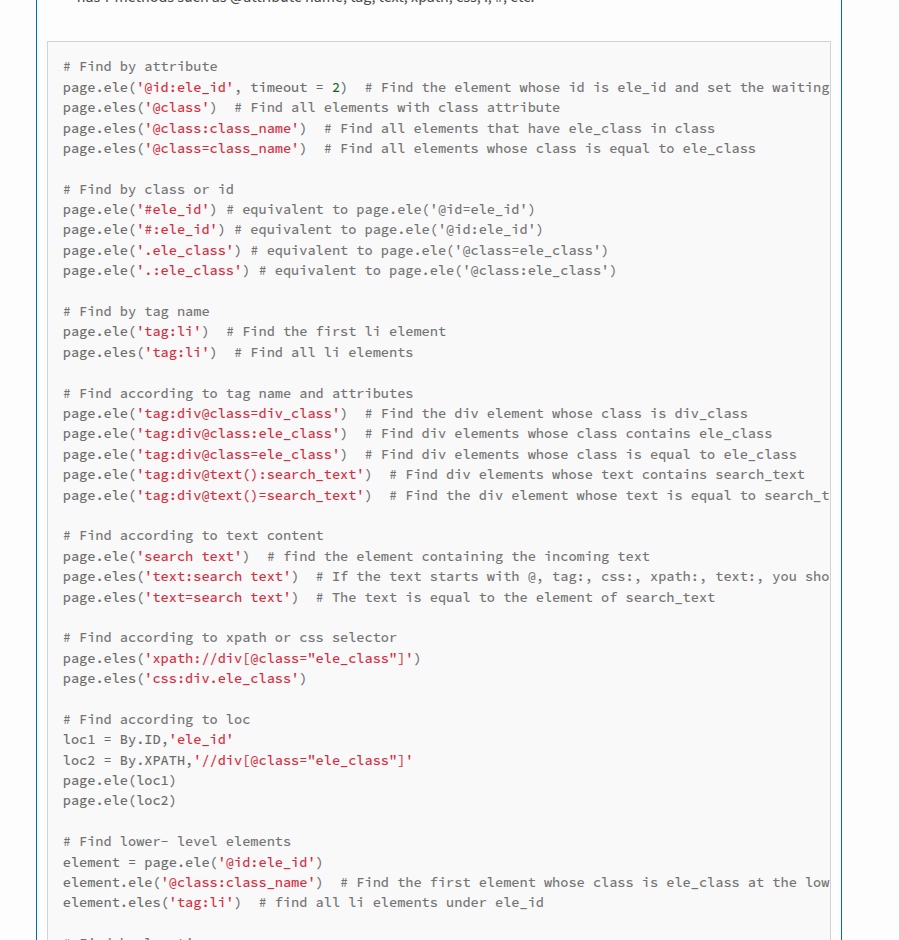 # Find by attribute
page.ele('@id:ele_id', timeout = 2)  # Find the element whose id is ele_id and set the waiting
page.eles('@class')  # Find all elements with class attribute
page.eles('@class:class_name')  # Find all elements that have ele_class in class
page.eles('@class=class_name')  # Find all elements whose class is equal to ele_class
# Find by class or id
page.ele('#ele_id') # equivalent to page.ele('@id=ele_id')
page.ele('#:ele_id') # equivalent to page.ele('@id:ele_id')
page.ele('.ele_class') # equivalent to page.ele('@class=ele_class')
page.ele('.:ele_class') # equivalent to page.ele('@class:ele_class')
# Find by tag name
page.ele('tag:li')  # Find the first li element
page.eles('tag:li')  # Find all li elements
# Find according to tag name and attributes
page.ele('tag:div@class=div_class')  # Find the div element whose class is div_class
page.ele('tag:div@class:ele_class')  # Find div elements whose class contains ele_class
page.ele('tag:div@class=ele_class')  # Find div elements whose class is equal to ele_class
page.ele('tag:div@text():search_text')  # Find div elements whose text contains search_text
page.ele('tag:div@text()=search_text')  # Find the div element whose text is equal to search_t
# Find according to text content
page.ele('search text')  # find the element containing the incoming text
page.eles('text:search text')  # If the text starts with @, tag:, css:, xpath:, text:, you sho
page.eles('text=search text')  # The text is equal to the element of search_text
# Find according to xpath or css selector
page.eles('xpath://div[@class="ele_class"]')
page.eles('css:div.ele_class')
# Find according to loc
loc1 = By.ID,'ele_id'
loc2 = By.XPATH,'//div[@class="ele_class"]'
page.ele(loc1)
page.ele(loc2)
# Find lower- level elements
element = page.ele('@id:ele_id')
element.ele('@class:class_name')  # Find the first element whose class is ele_class at the low
element.eles('tag:li')  # find all li elements under ele_id